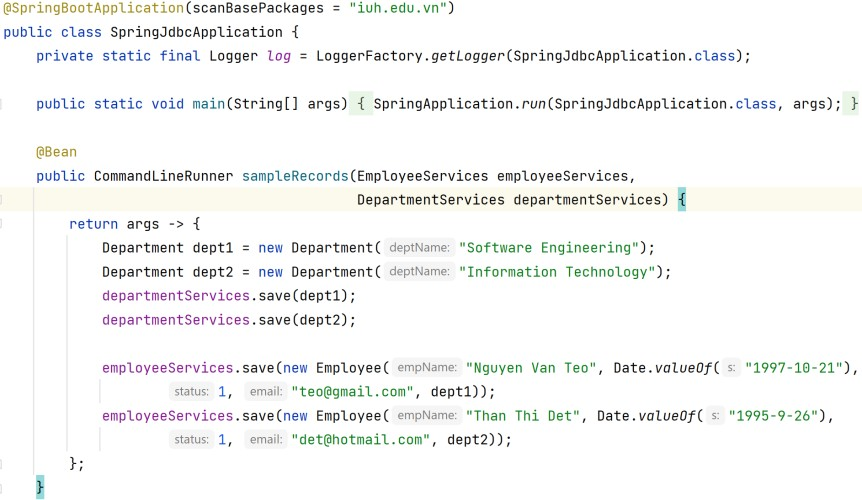 @SpringBootApplication(scanBasePackages = "iuh.edu.vn")
public class SpringJdbcApplication {
    private static final Logger log = LoggerFactory.getLogger(SpringJdbcApplication.class);

    public static void main(String[] args) { SpringApplication.run(SpringJdbcApplication.class, args); }

    @Bean
    public CommandLineRunner sampleRecords(EmployeeServices employeeServices,
                                           DepartmentServices departmentServices) {
        return args -> {
            Department dept1 = new Department( deptName: "Software Engineering");
            Department dept2 = new Department( deptName: "Information Technology");
            departmentServices.save(dept1);
            departmentServices.save(dept2);

            employeeServices.save(new Employee( empName: "Nguyen Van Teo", Date.valueOf( s: "1997-10-21"),
                    status: 1, email: "teo@gmail.com", dept1));
            employeeServices.save(new Employee( empName: "Than Thi Det", Date.valueOf( s: "1995-9-26"),
                    status: 1, email: "det@hotmail.com", dept2));
        };
    }